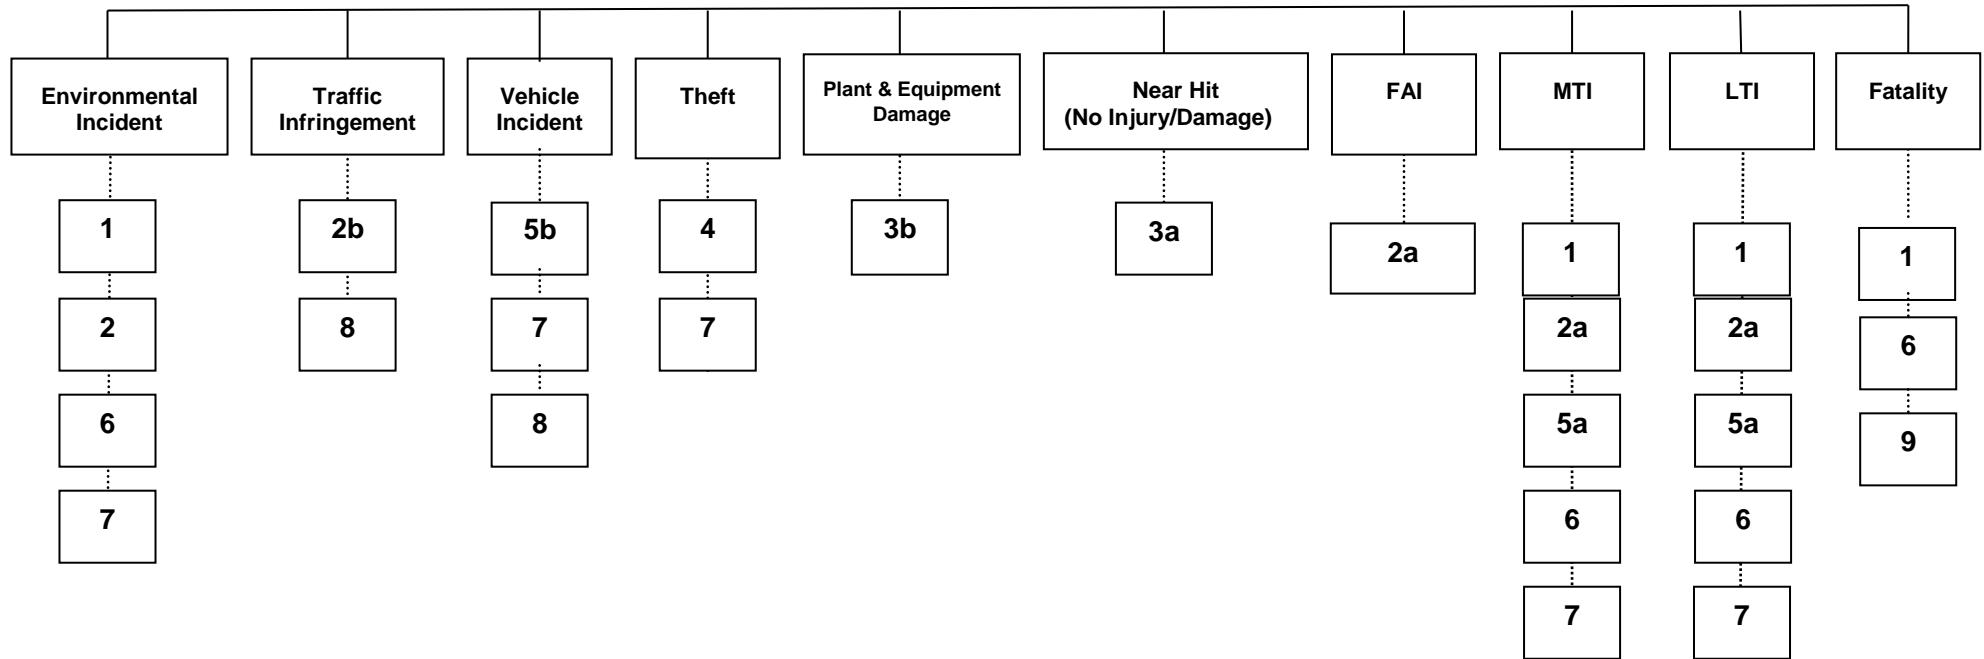 Environmental
Incident
Traffic
Infringement
Vehicle
Incident
Theft
Plant & Equipment
Damage
Near Hit
(No Injury/Damage)
FAI
MTI
LTI
Fatality
1
2
6
7
2b
8
5b
7
8
4
7
3b
3a
2a
1
2a
5a
6
7
1
2a
5a
6
7
1
6
9